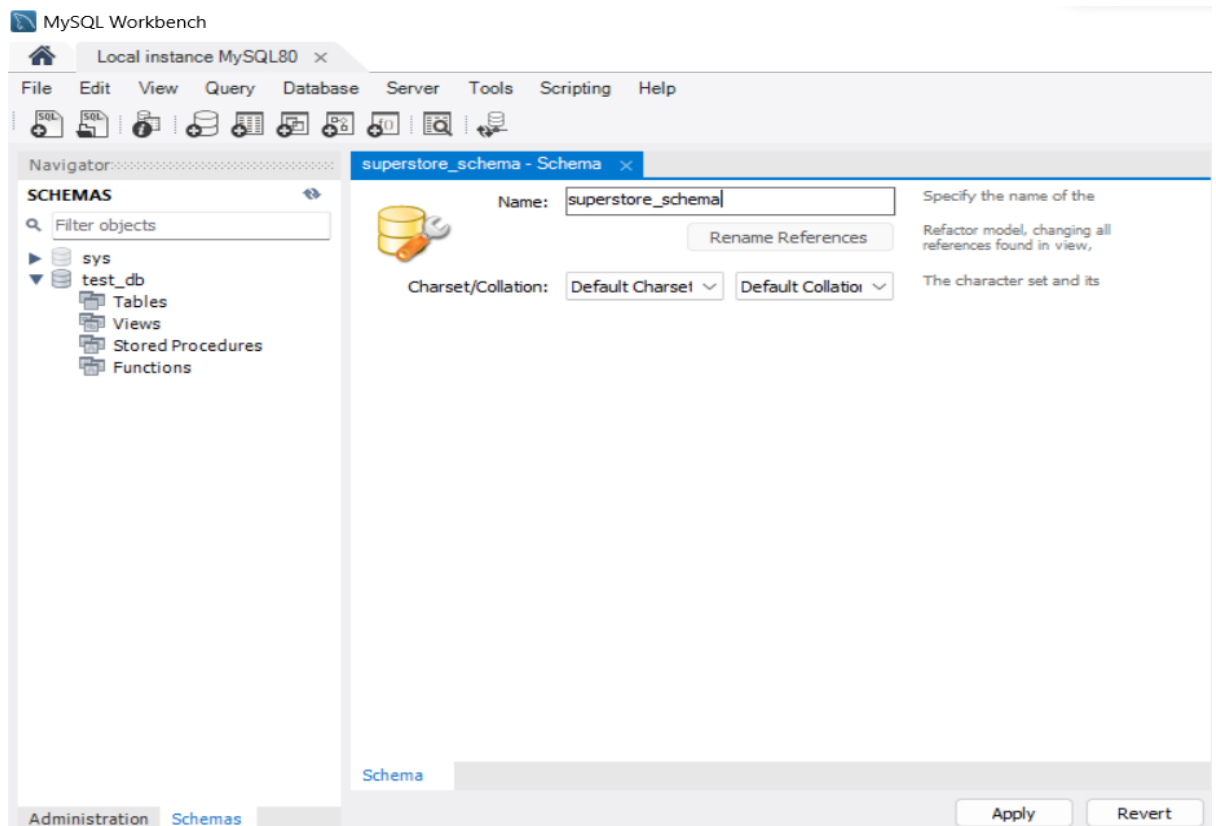 MySQL Workbench
Local instance MySQL80 ×
File Edit View Query Database Server Tools Scripting Help
SQL SQL
Navigator
SCHEMAS
Filter objects
sys
test_db
Tables
Views
Stored Procedures
Functions
Administration Schemas
superstore_schema - Schema ×
Name: superstore_schema Specify the name of the
Rename References Refactor model, changing all
references found in view,
Charset/Collation: Default Charset Default Collation The character set and its
Schema
Apply Revert